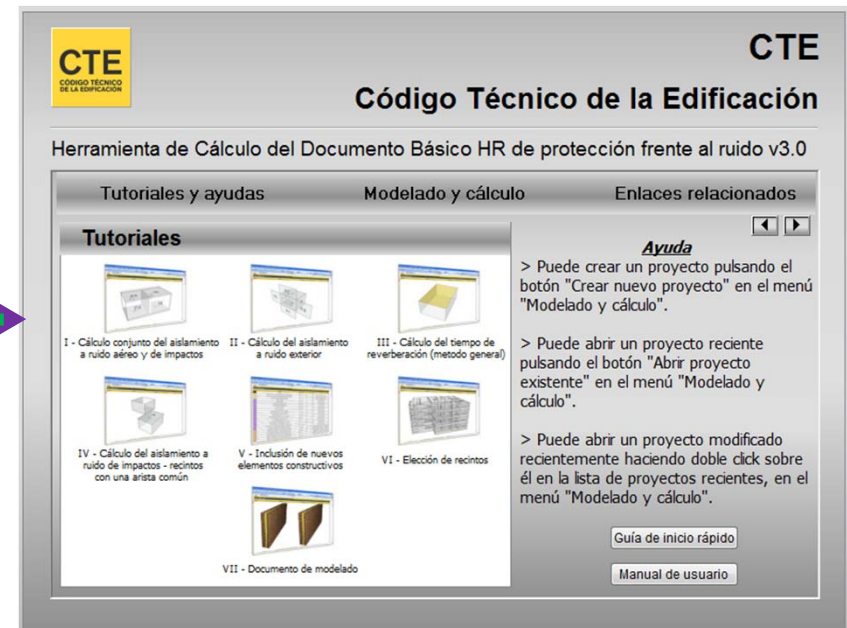 CTE
CÓDIGO TÉCNICO
DE LA EDIFICACIÓN
CTE
Código Técnico de la Edificación
Herramienta de Cálculo del Documento Básico HR de protección frente al ruido v3.0
Tutoriales y ayudas
Modelado y cálculo
Enlaces relacionados
Tutoriales
I - Cálculo conjunto del aislamiento
a ruido aéreo y de impactos
II - Cálculo del aislamiento
a ruido exterior
III - Cálculo del tiempo de
reverberación (metodo general)
IV - Cálculo del aislamiento a
ruido de impactos - recintos
con una arista común
V - Inclusión de nuevos
elementos constructivos
VI - Elección de recintos
VII - Documento de modelado
Ayuda
> Puede crear un proyecto pulsando el
botón "Crear nuevo proyecto" en el menú
"Modelado y cálculo".
> Puede abrir un proyecto reciente
pulsando el botón "Abrir proyecto
existente" en el menú "Modelado y
cálculo".
> Puede abrir un proyecto modificado
recientemente haciendo doble click sobre
él en la lista de proyectos recientes, en el
menú "Modelado y cálculo".
Guía de inicio rápido
Manual de usuario